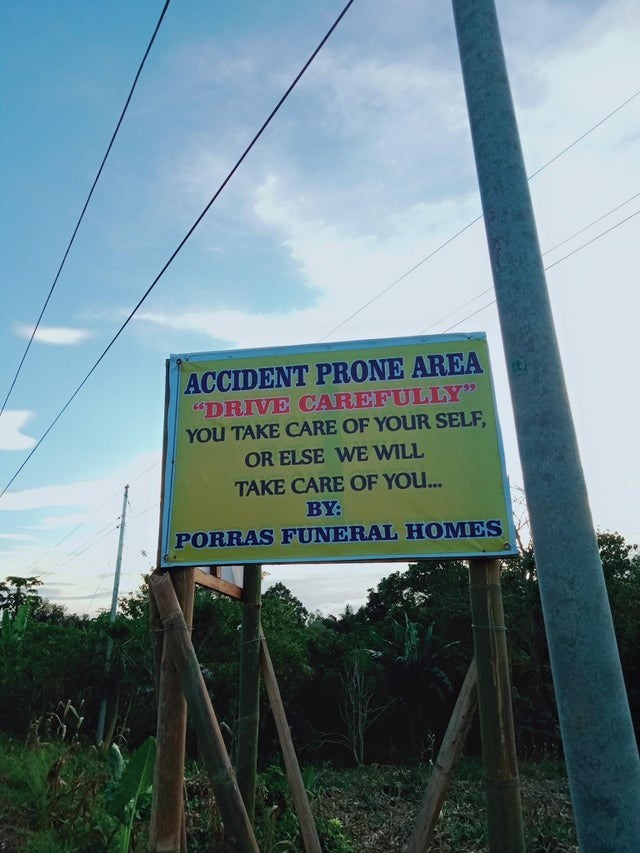 ACCIDENT PRONE AREA
“DRIVE CAREFULLY”
YOU TAKE CARE OF YOUR SELF,
OR ELSE WE WILL
TAKE CARE OF YOU...
BY:
PORRAS FUNERAL HOMES